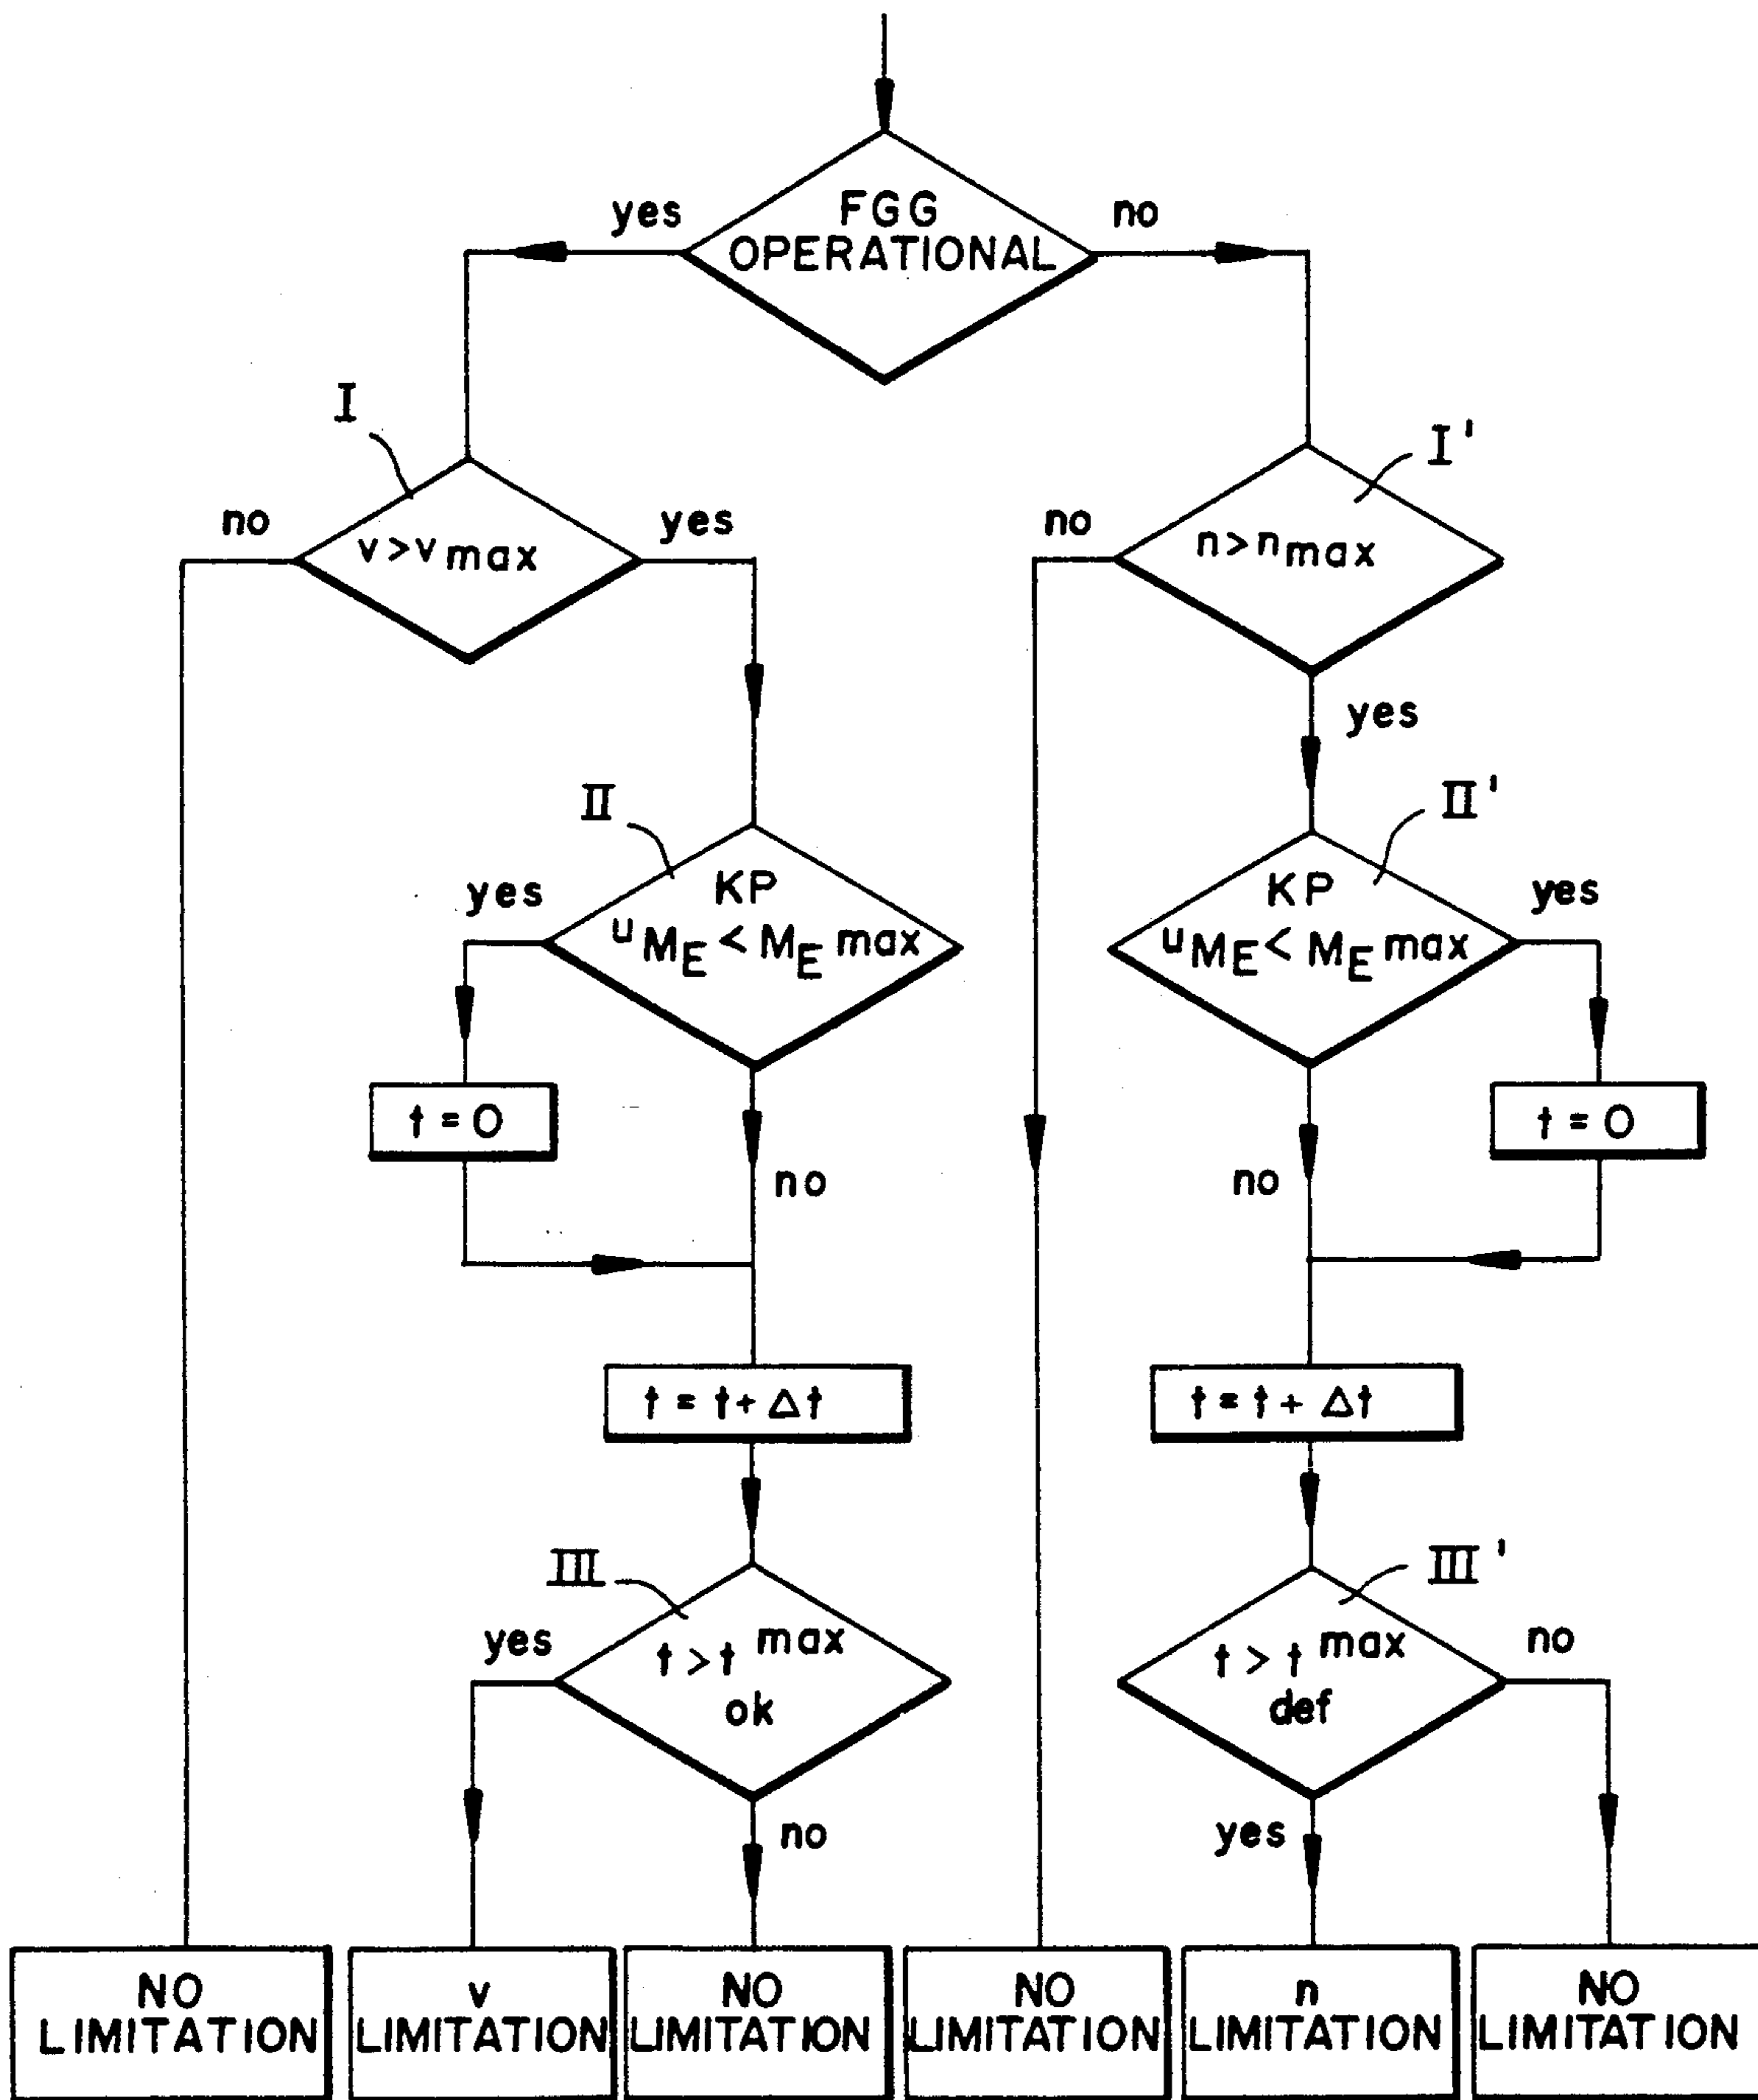 FGG
OPERATIONAL
yes
no
I
I'
no
v>vmax
yes
no
n>nmax
yes
II
II'
yes
KP
uME<MEmax
no
KP
uME<MEmax
yes
no
t=0
t=0
t=t+Δt
t=t+Δt
III
III'
yes
t>t max
ok
no
t>t max
def
no
yes
NO
LIMITATION
v
LIMITATION
NO
LIMITATION
NO
LIMITATION
n
LIMITATION
NO
LIMITATION